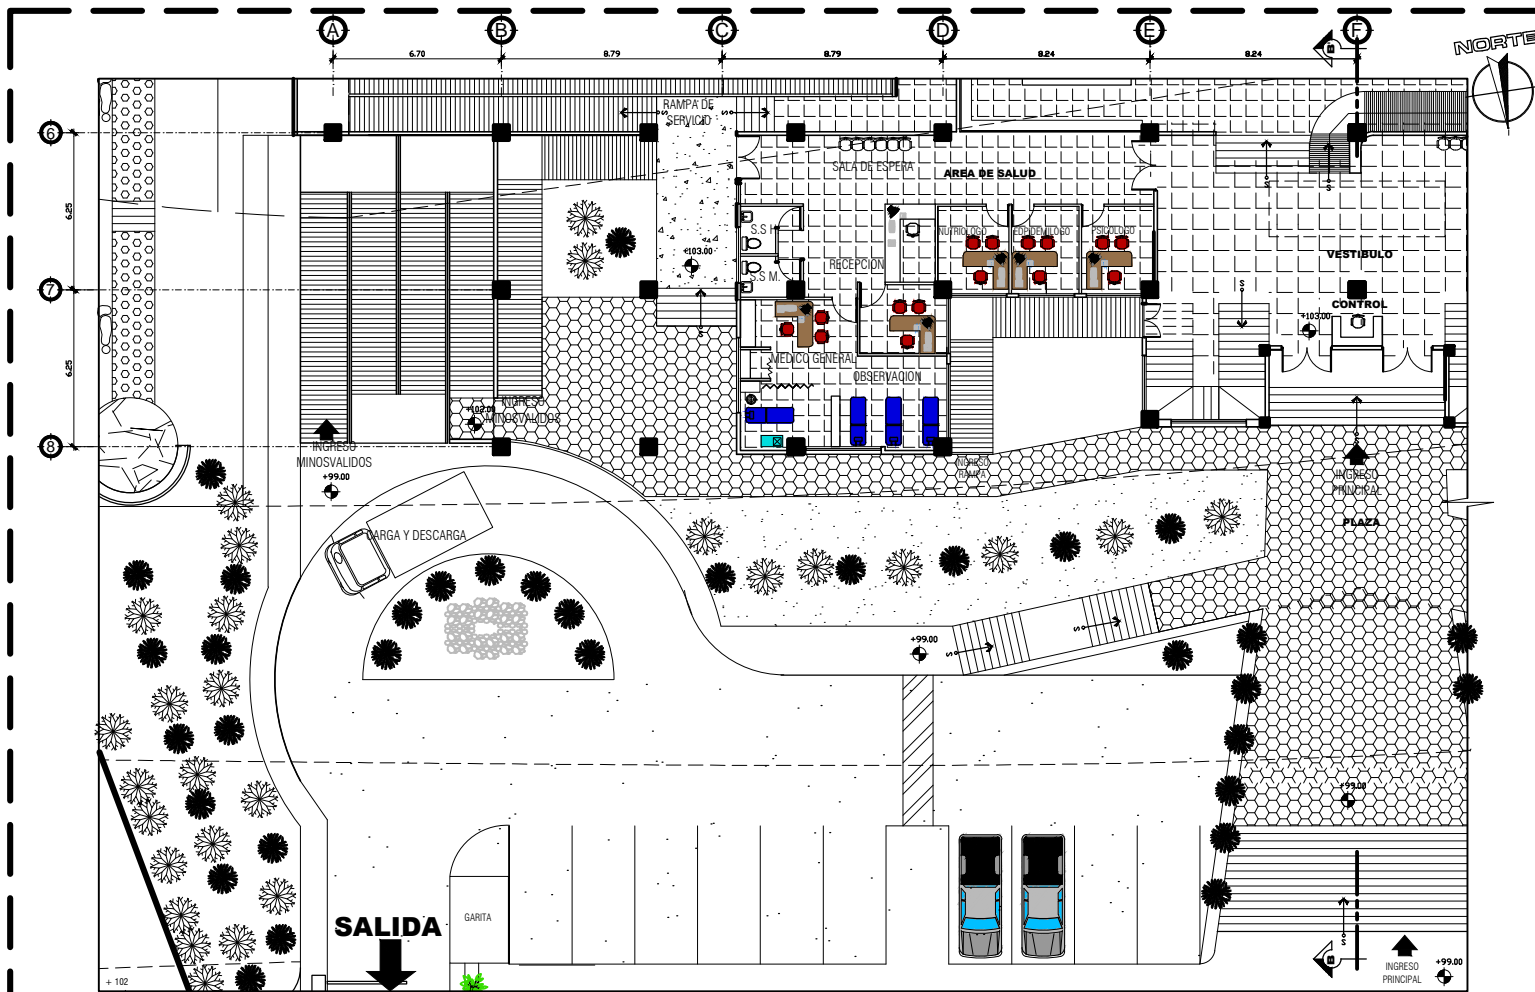 A
B
C
D
E
F
6.70
8.79
8.79
8.24
8.24
B
NORTE
6
6.25
7
6.25
8
RAMPA DE
SERVICIO
S
S
SALA DE ESPERA
AREA DE SALUD
S
S
S.S H.
S.S M.
+103.00
S
RECEPCION
NUTRIOLOGO
EDPIDEMILOGO
PSICOLOGO
VESTIBULO
CONTROL
+103.00
S
MEDICO GENERAL
OBSERVACION
INGRESO
MINOSVALIDOS
+102.00
INGRESO
MINOSVALIDOS
+99.00
INGRESO
RAMPA
S
INGRESO
PRINCIPAL
PLAZA
CARGA Y DESCARGA
+99.00
S
S
+99.00
GARITA
SALIDA
S
B
INGRESO
PRINCIPAL
+99.00
+ 102